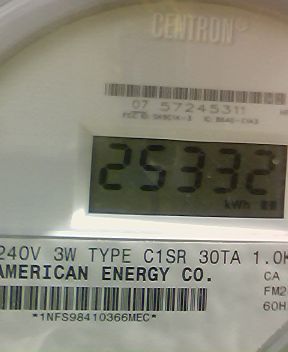 CENTRON®
07 57245311
25332
kWh
240V 3W TYPE C1SR 30TA 1.0K
AMERICAN ENERGY CO.
CA
FM2
60H
*1NFS98410366MEC*